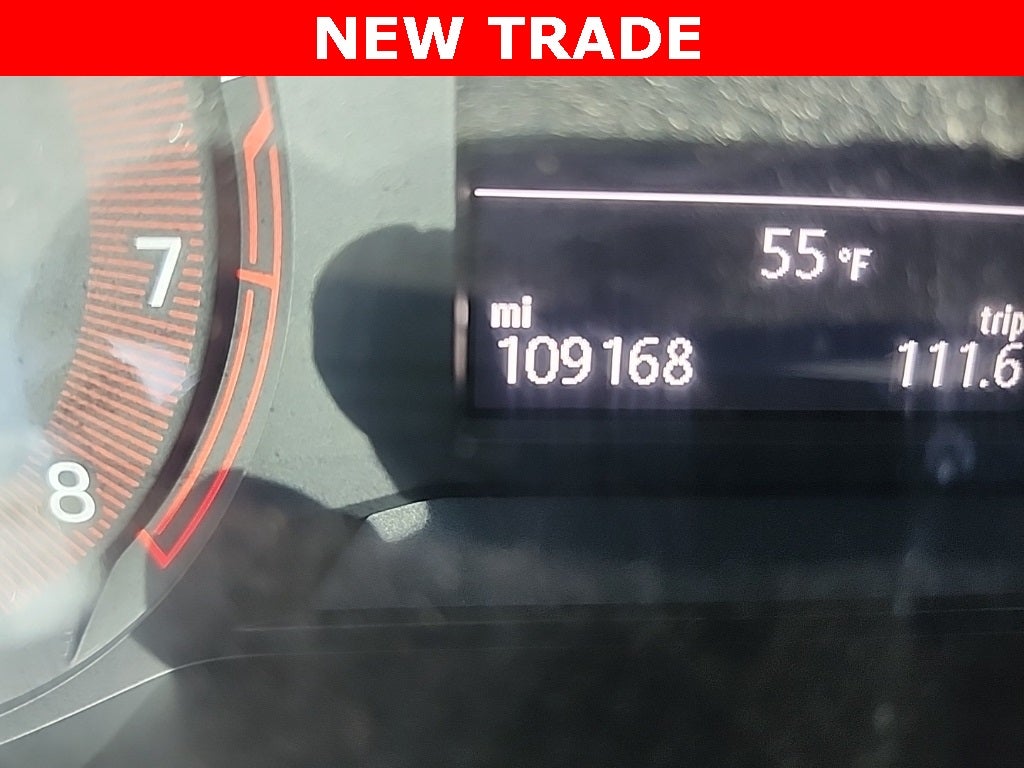 NEW TRADE
7
55 °F
mi trip
109168 111.6
8